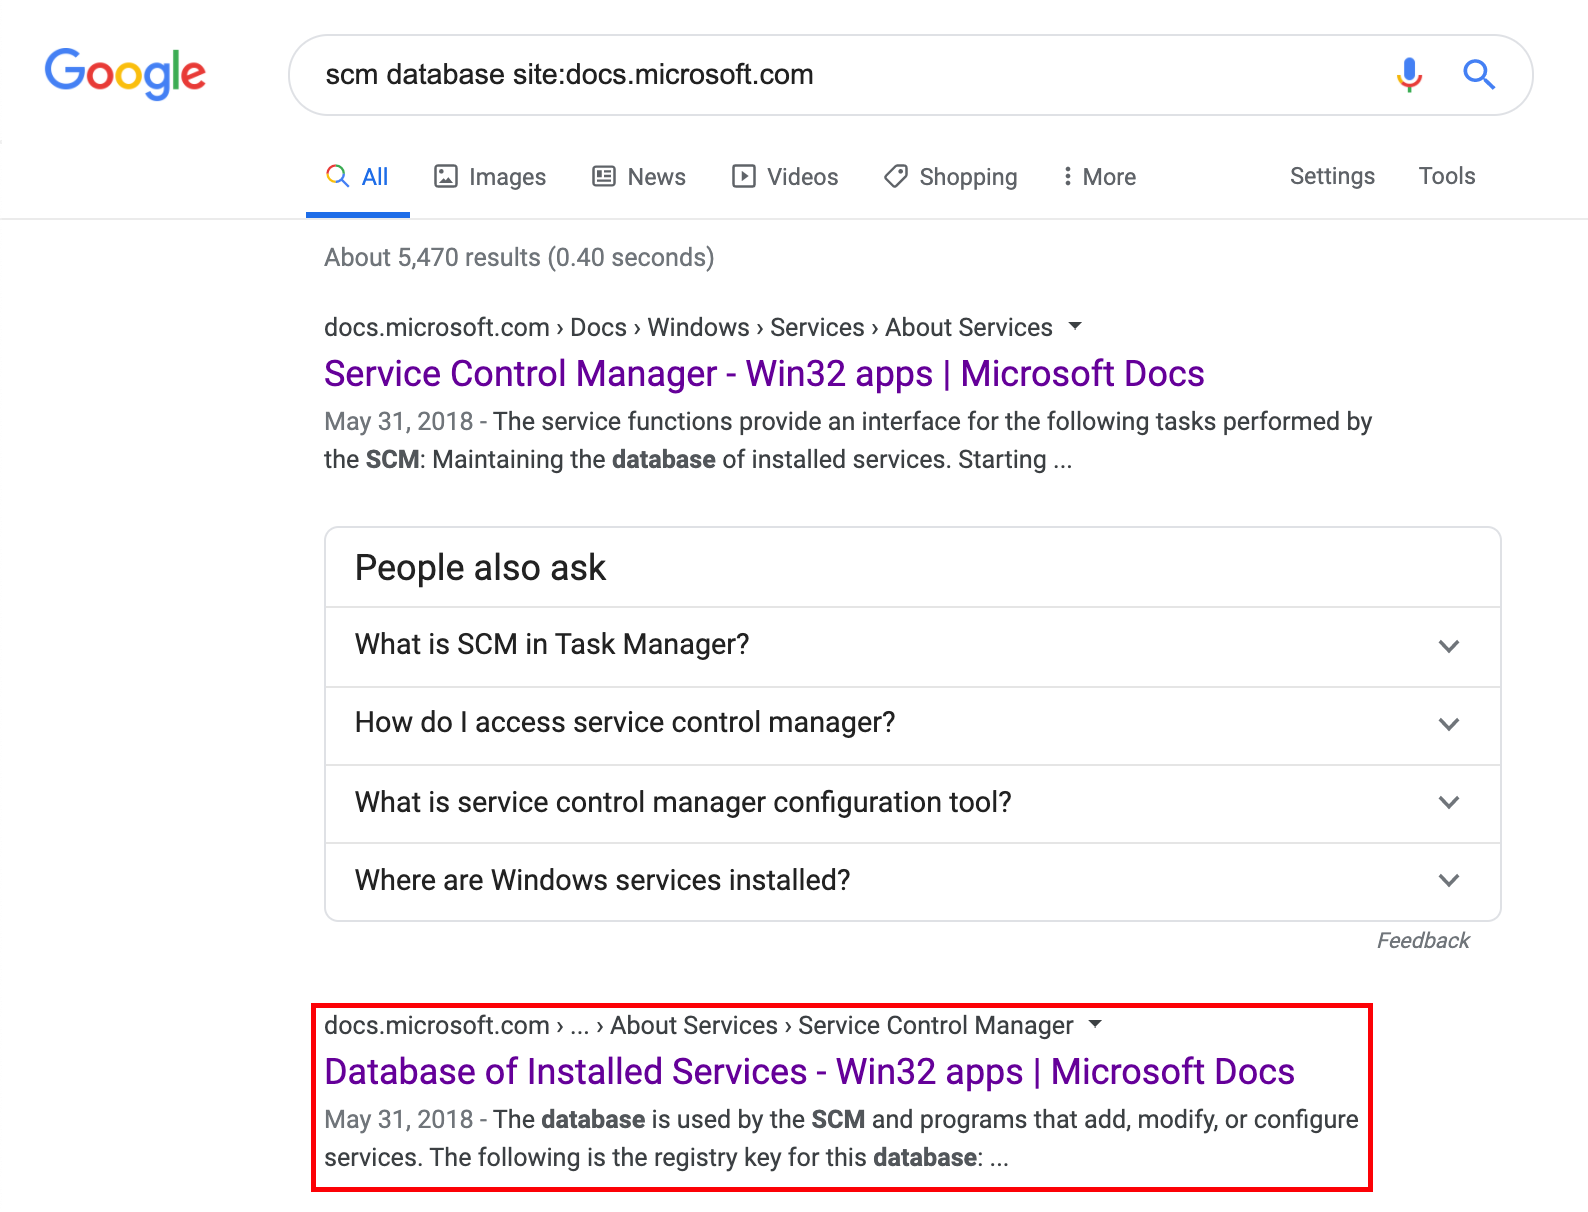 Google
scm database site:docs.microsoft.com
All Images News Videos Shopping More Settings Tools
About 5,470 results (0.40 seconds)
docs.microsoft.com › Docs › Windows › Services › About Services
Service Control Manager - Win32 apps | Microsoft Docs
May 31, 2018 - The service functions provide an interface for the following tasks performed by
the SCM: Maintaining the database of installed services. Starting ...
People also ask
What is SCM in Task Manager?
How do I access service control manager?
What is service control manager configuration tool?
Where are Windows services installed?
Feedback
docs.microsoft.com › ... › About Services › Service Control Manager
Database of Installed Services - Win32 apps | Microsoft Docs
May 31, 2018 - The database is used by the SCM and programs that add, modify, or configure
services. The following is the registry key for this database: ...